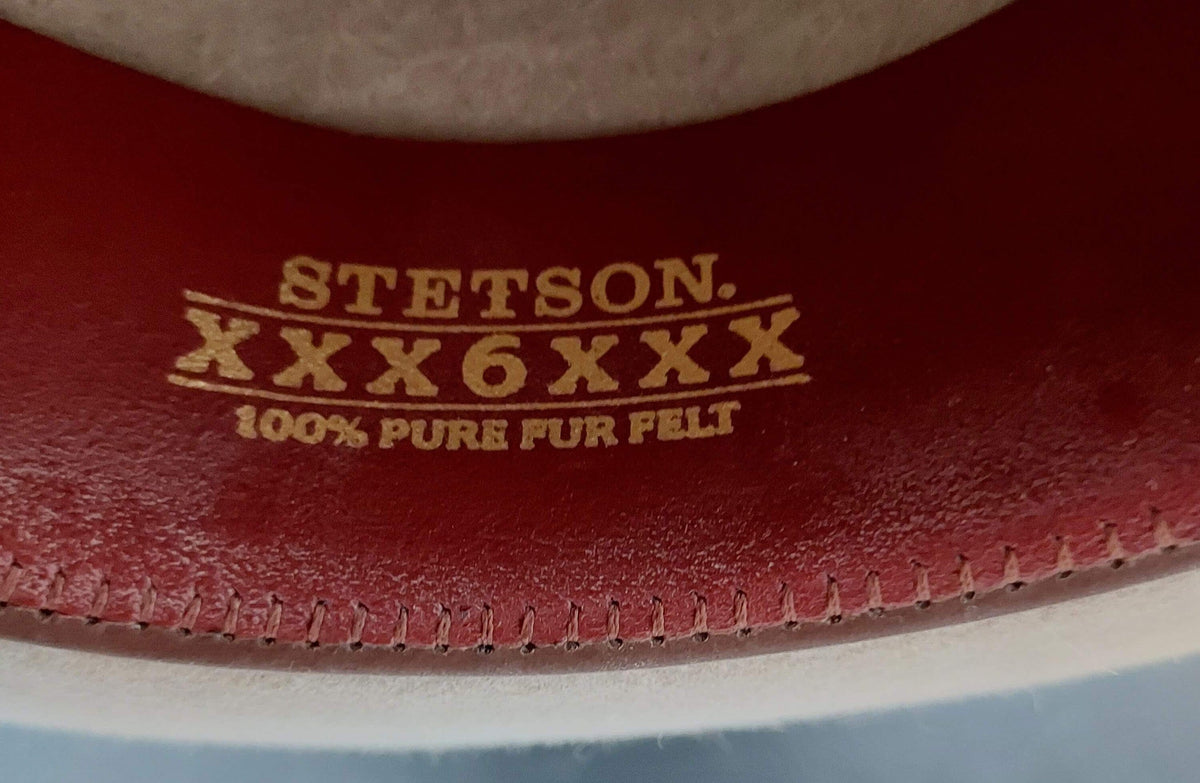 STETSON.
XXX6XXX
100% PURE FUR FELT